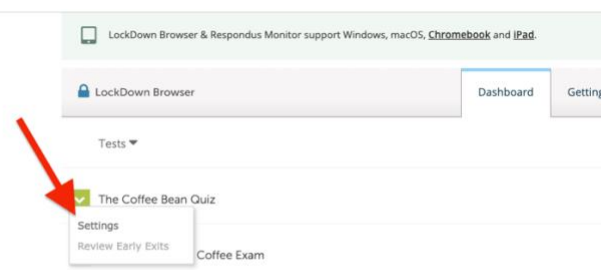 LockDown Browser & Respondus Monitor support Windows, macOS, Chromebook and iPad.
LockDown Browser
Dashboard
Getting
Tests
The Coffee Bean Quiz
Settings
Review Early Exits
Coffee Exam